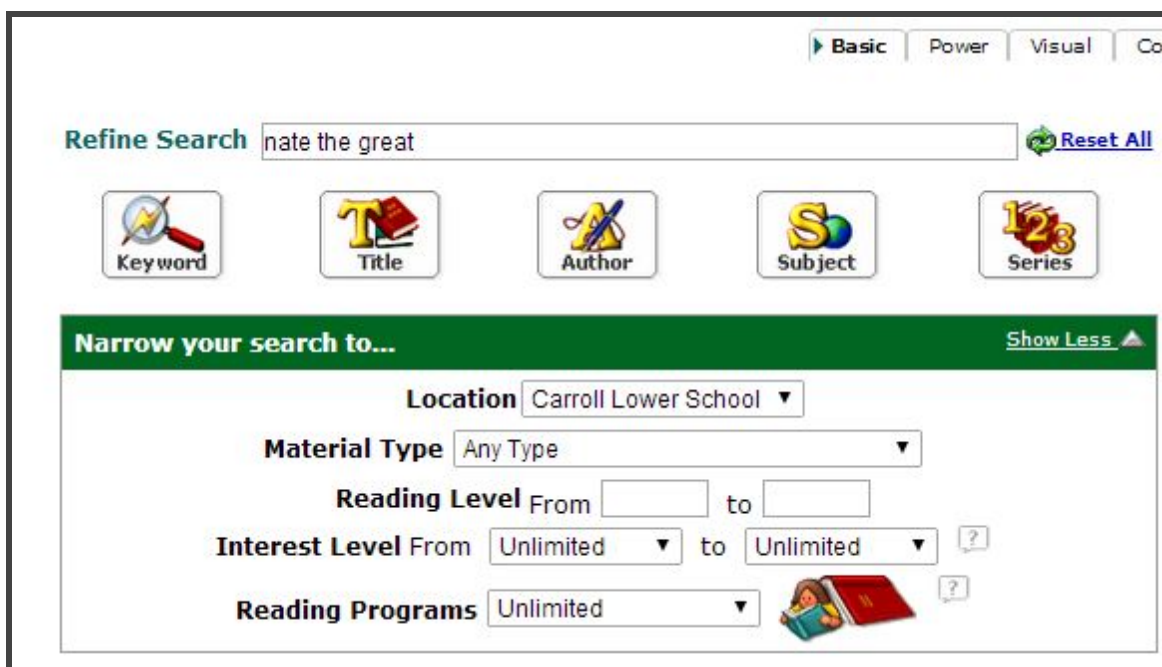 Basic Power Visual Co
Refine Search nate the great Reset All
Keyword Title Author Subject Series
Narrow your search to... Show Less
Location Carroll Lower School
Material Type Any Type
Reading Level From to
Interest Level From Unlimited to Unlimited ?
Reading Programs Unlimited ?